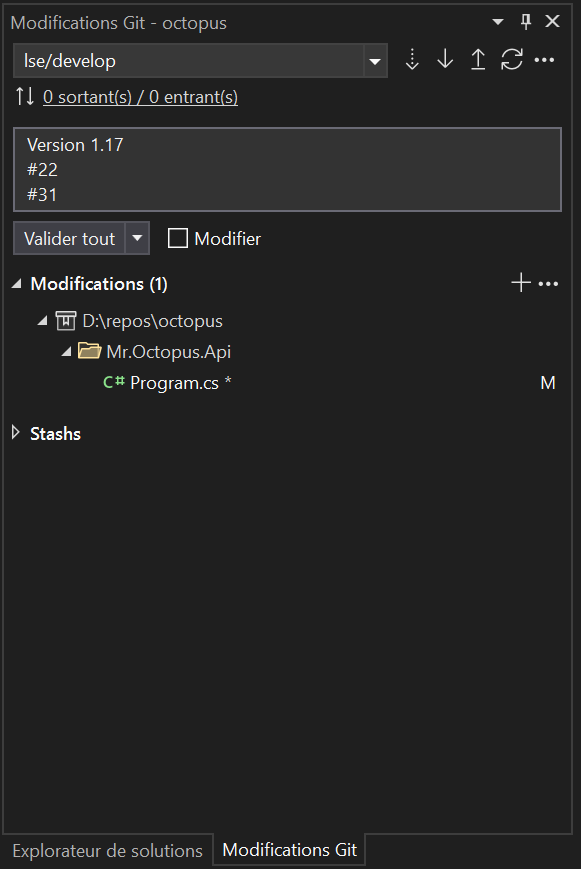 Modifications Git - octopus
lse/develop
0 sortant(s) / 0 entrant(s)
Version 1.17
#22
#31
Valider tout
Modifier
Modifications (1)
D:\repos\octopus
Mr.Octopus.Api
C# Program.cs *
M
Stashs
Explorateur de solutions
Modifications Git